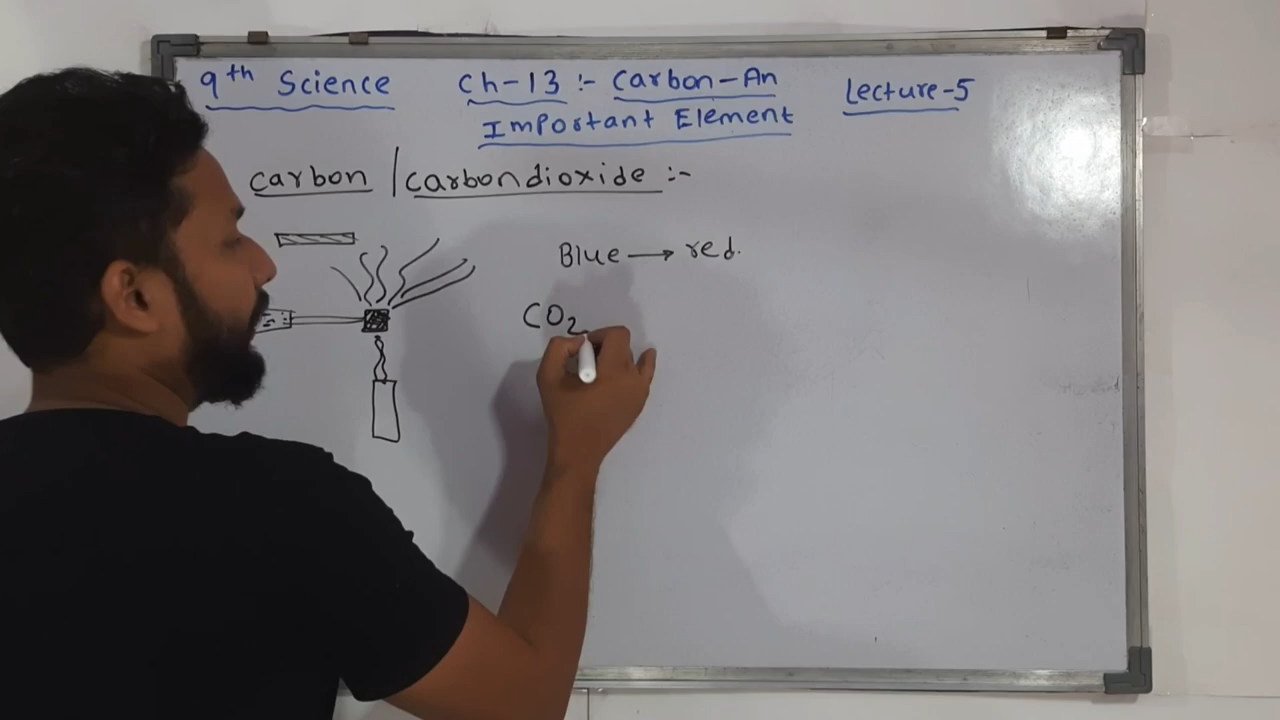 9th Science Ch-13 :- Carbon-An Lecture-5
Important Element
carbon / carbondioxide :-
Blue → red.
CO2